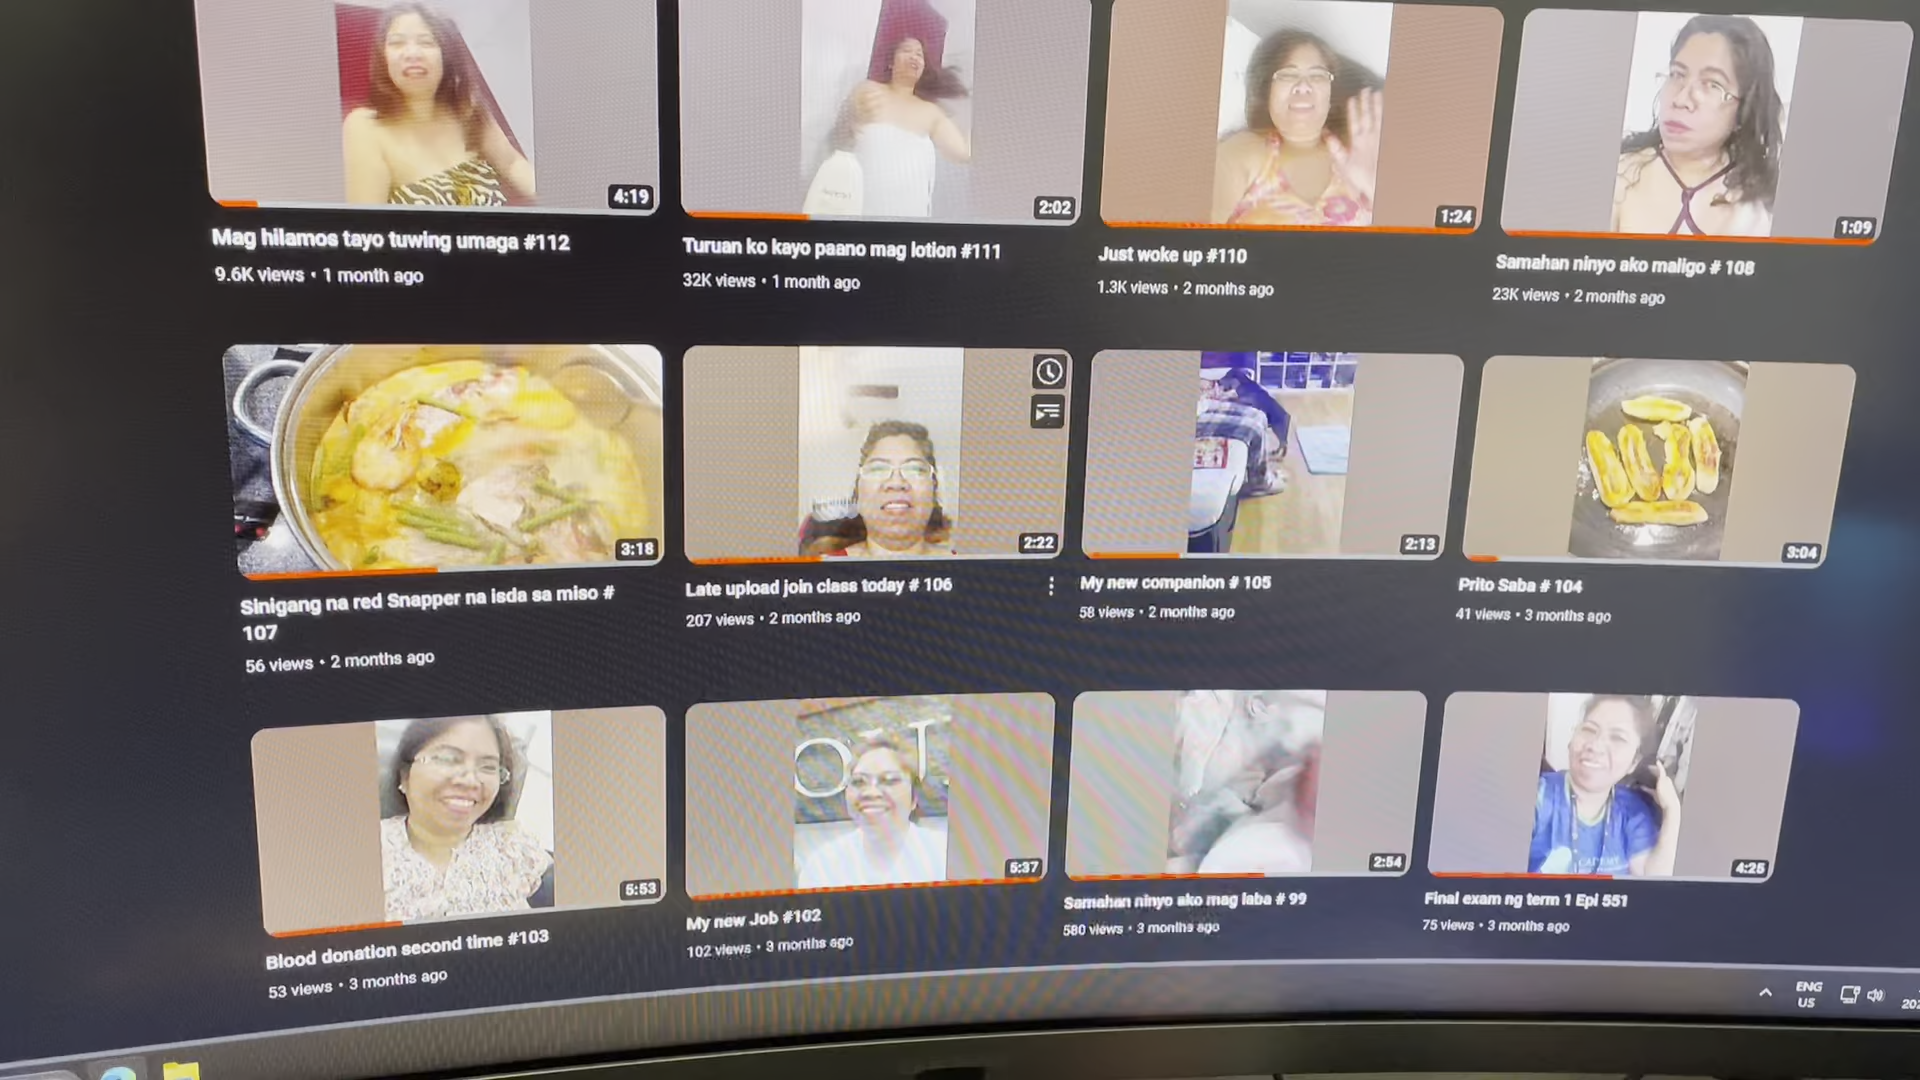 4:19
2:02
1:24
1:09
Mag hilamos tayo tuwing umaga #112
9.6K views • 1 month ago
Turuan ko kayo paano mag lotion #111
32K views • 1 month ago
Just woke up #110
1.3K views • 2 months ago
Samahan ninyo ako maligo # 108
23K views • 2 months ago
3:18
2:22
2:13
3:04
Sinigang na red Snapper na isda sa miso #
107
56 views • 2 months ago
Late upload join class today # 106
207 views • 2 months ago
My new companion # 105
58 views • 2 months ago
Prito Saba # 104
41 views • 3 months ago
5:53
5:37
2:54
4:25
Blood donation second time #103
53 views • 3 months ago
My new Job #102
102 views • 3 months ago
Samahan ninyo ako mag laba # 99
580 views • 3 months ago
Final exam ng term 1 Epi 551
75 views • 3 months ago
ENG
US